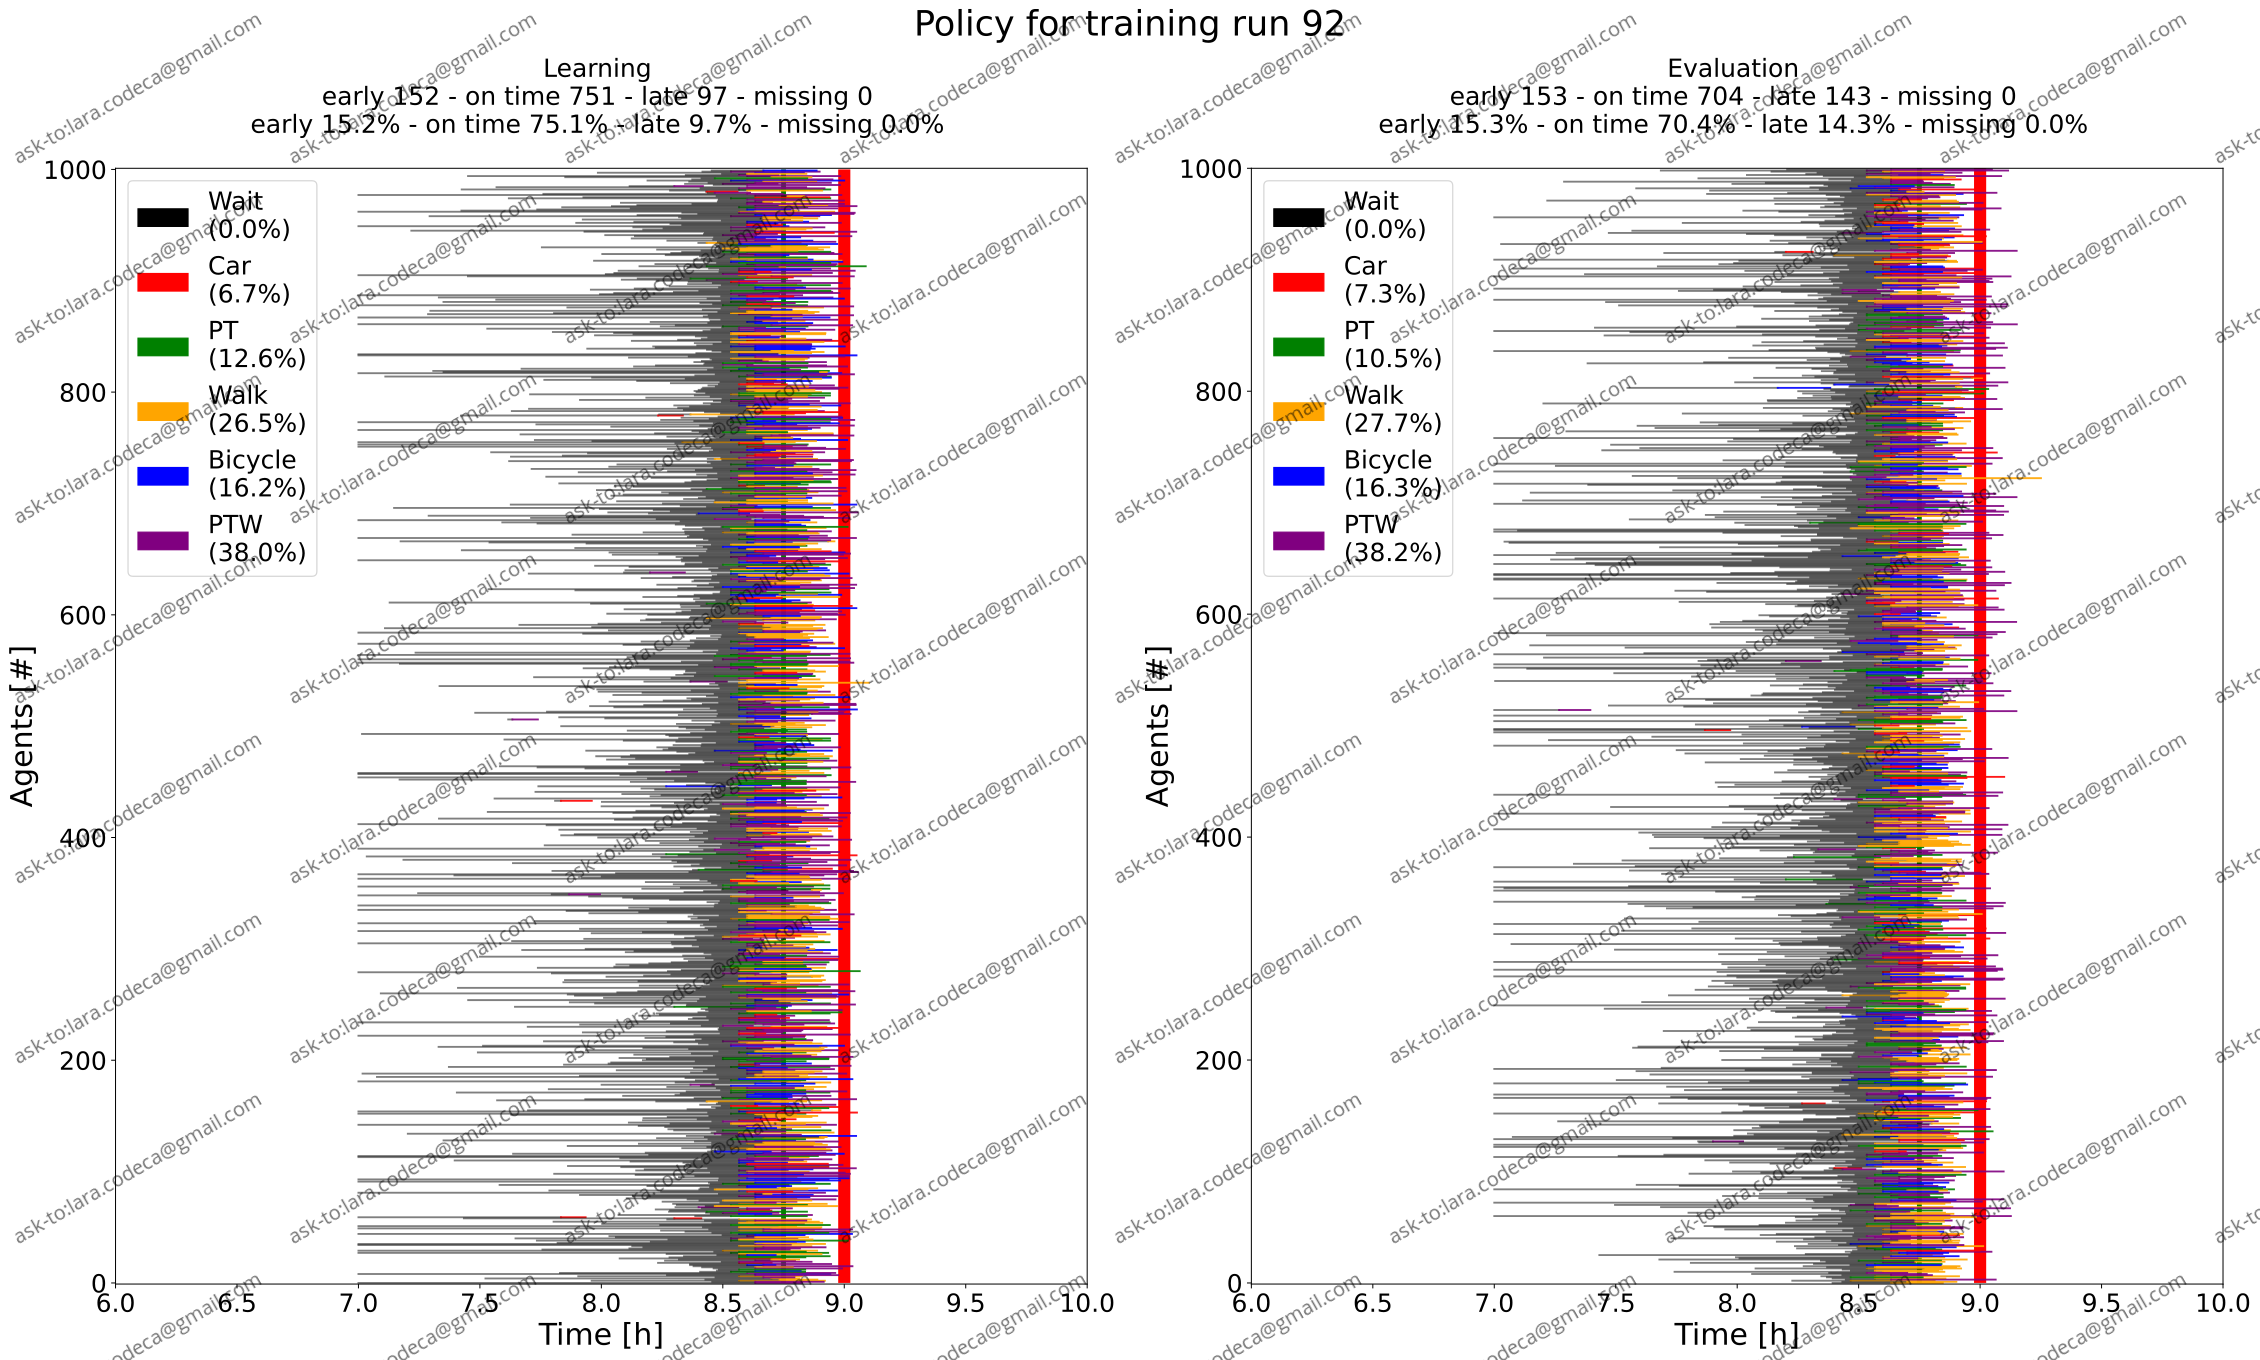 Policy for training run 92
Learning
early 152 - on time 751 - late 97 - missing 0
early 15.2% - on time 75.1% - late 9.7% - missing 0.0%
Evaluation
early 153 - on time 704 - late 143 - missing 0
early 15.3% - on time 70.4% - late 14.3% - missing 0.0%
Agents [#]
1000
800
600
400
200
0
Wait
(0.0%)
Car
(6.7%)
PT
(12.6%)
Walk
(26.5%)
Bicycle
(16.2%)
PTW
(38.0%)
6.0 6.5 7.0 7.5 8.0 8.5 9.0 9.5 10.0
Time [h]
Agents [#]
1000
800
600
400
200
0
Wait
(0.0%)
Car
(7.3%)
PT
(10.5%)
Walk
(27.7%)
Bicycle
(16.3%)
PTW
(38.2%)
6.0 6.5 7.0 7.5 8.0 8.5 9.0 9.5 10.0
Time [h]
ask-to:lara.codeca@gmail.com